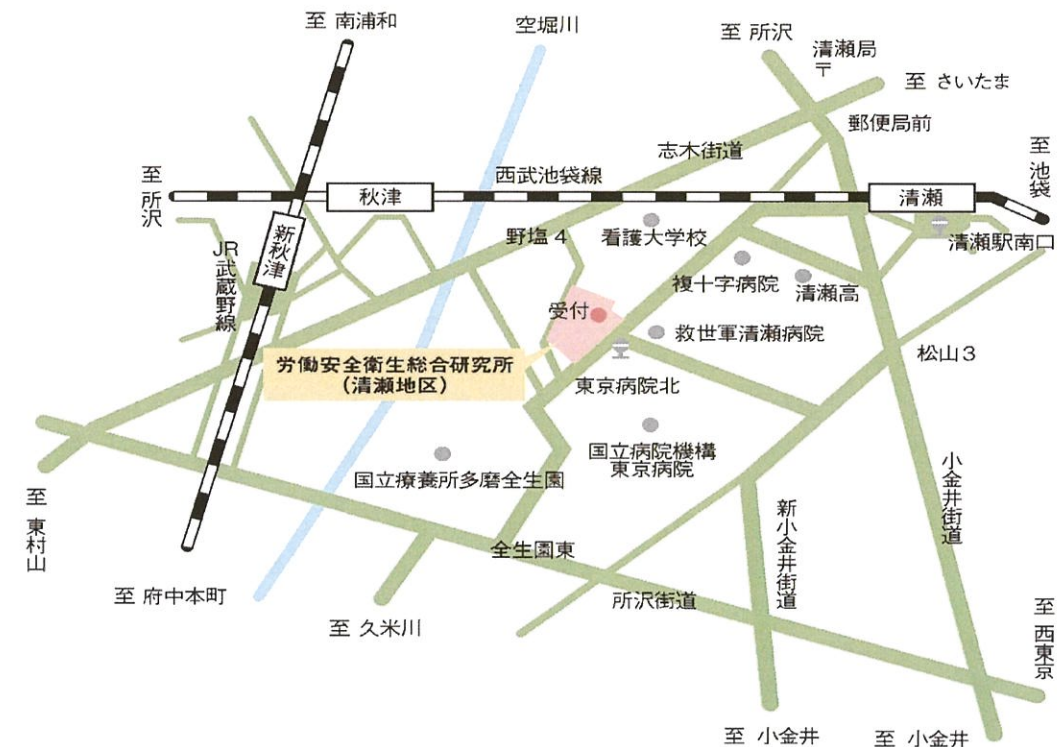 至 南浦和
空堀川
至 所沢
清瀬局
〒
至 さいたま
郵便局前
志木街道
至 池袋
至 所沢
秋津
西武池袋線
清瀬
新秋津
JR武蔵野線
野塩4
看護大学校
清瀬駅南口
複十字病院
清瀬高
受付
救世軍清瀬病院
松山3
労働安全衛生総合研究所
（清瀬地区）
東京病院北
国立病院機構
東京病院
国立療養所多磨全生園
小金井街道
新小金井街道
至 東村山
全生園東
至 府中本町
所沢街道
至 久米川
至 西東京
至 小金井
至 小金井